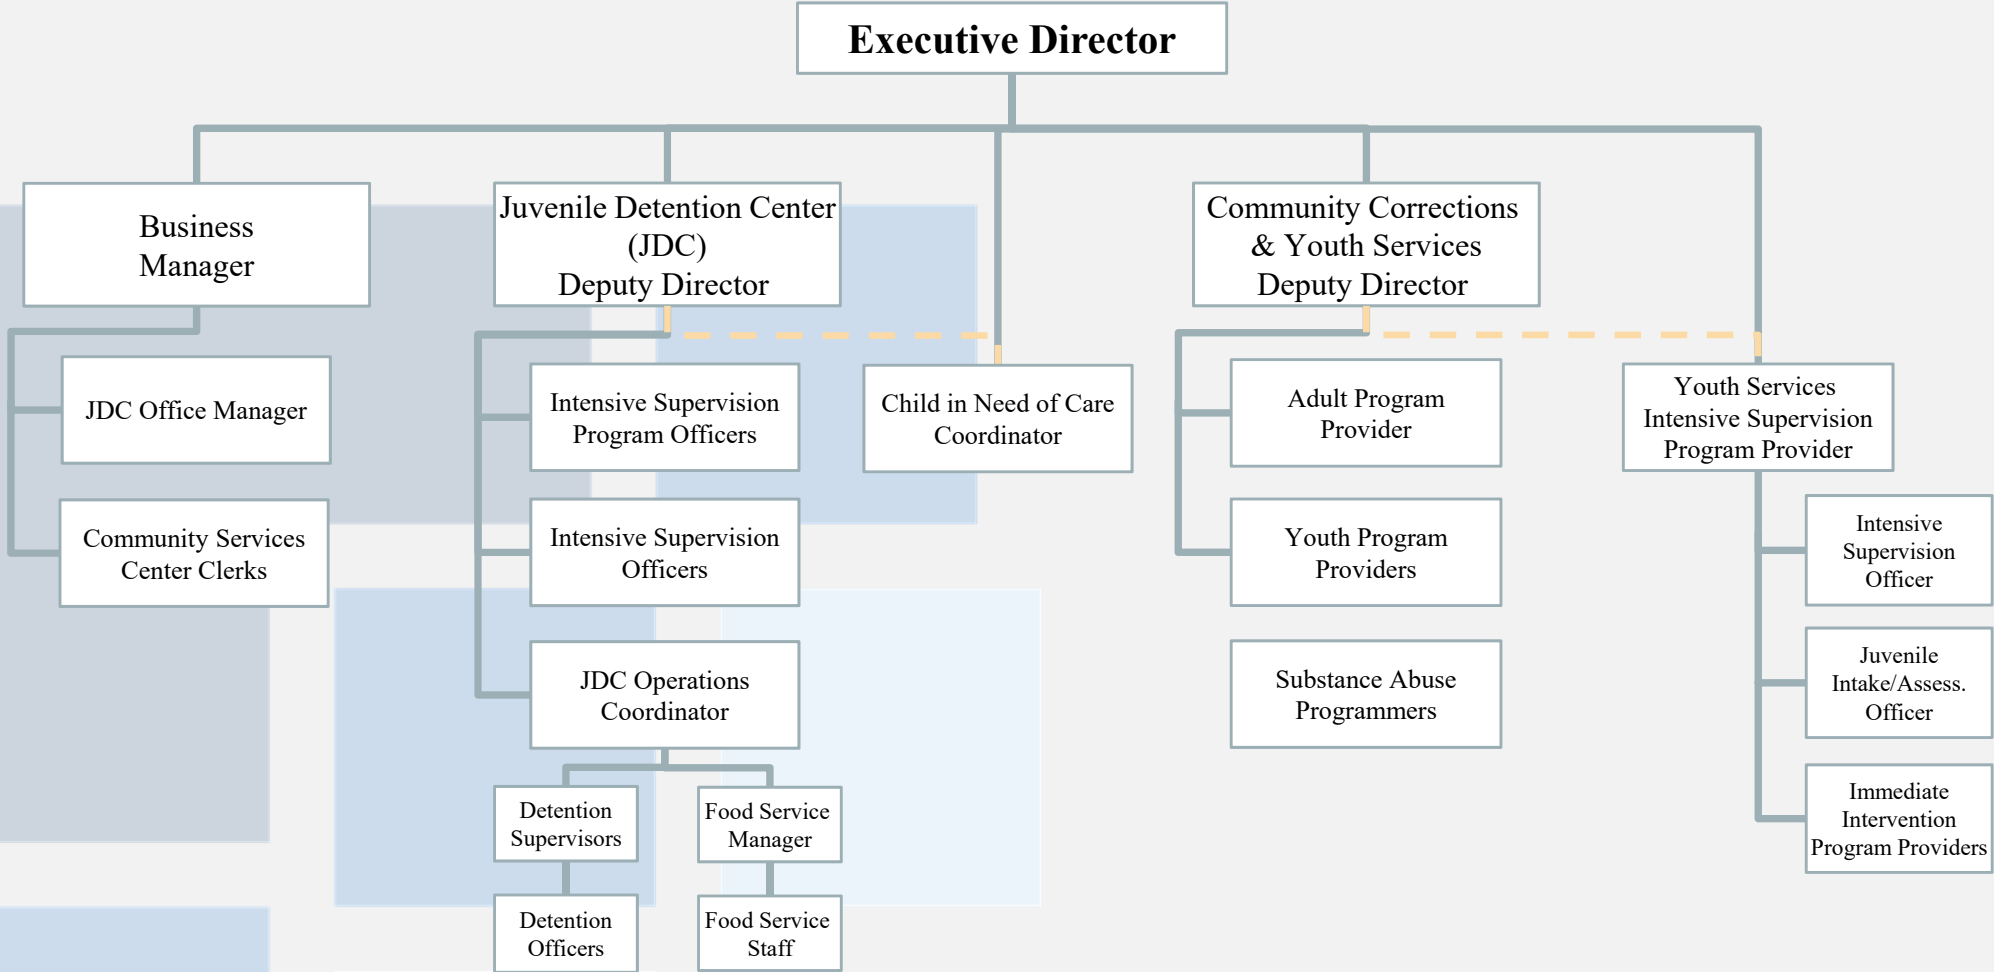 Executive Director
Business
Manager
JDC Office Manager
Community Services
Center Clerks
Juvenile Detention Center
(JDC)
Deputy Director
Intensive Supervision
Program Officers
Intensive Supervision
Officers
JDC Operations
Coordinator
Detention
Supervisors
Detention
Officers
Food Service
Manager
Food Service
Staff
Child in Need of Care
Coordinator
Community Corrections
& Youth Services
Deputy Director
Adult Program
Provider
Youth Program
Providers
Substance Abuse
Programmers
Youth Services
Intensive Supervision
Program Provider
Intensive
Supervision
Officer
Juvenile
Intake/Assess.
Officer
Immediate
Intervention
Program Providers